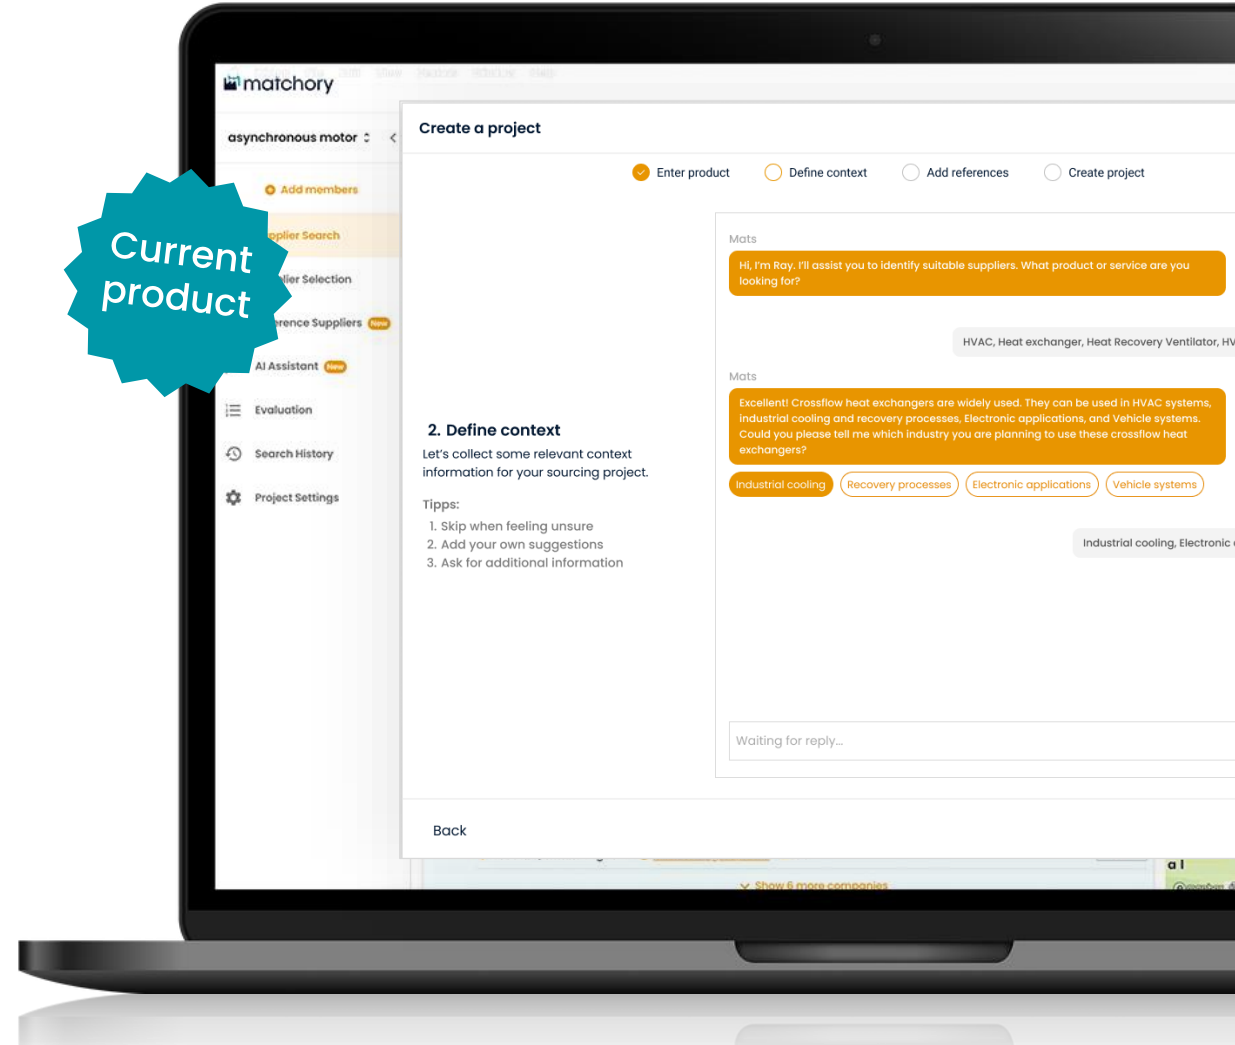 matchory
asynchronous motor
Add members
Supplier Search
Selection
Suppliers New
AI Assistant New
Evaluation
Search History
Project Settings
Current
product
Create a project
Enter product
Define context
Add references
Create project
2. Define context
Let's collect some relevant context
information for your sourcing project.
Tipps:
1. Skip when feeling unsure
2. Add your own suggestions
3. Ask for additional information
Mats
Hi, I'm Ray. I'll assist you to identify suitable suppliers. What product or service are you
looking for?
HVAC, Heat exchanger, Heat Recovery Ventilator,
Mats
Excellent! Crossflow heat exchangers are widely used. They can be used in HVAC systems,
industrial cooling and recovery processes, Electronic applications, and Vehicle systems.
Could you please tell me which industry you are planning to use these crossflow heat
exchangers?
Industrial cooling
Recovery processes
Electronic applications
Vehicle systems
Industrial cooling, Electronic
Waiting for reply...
Back
Show 6 more companies